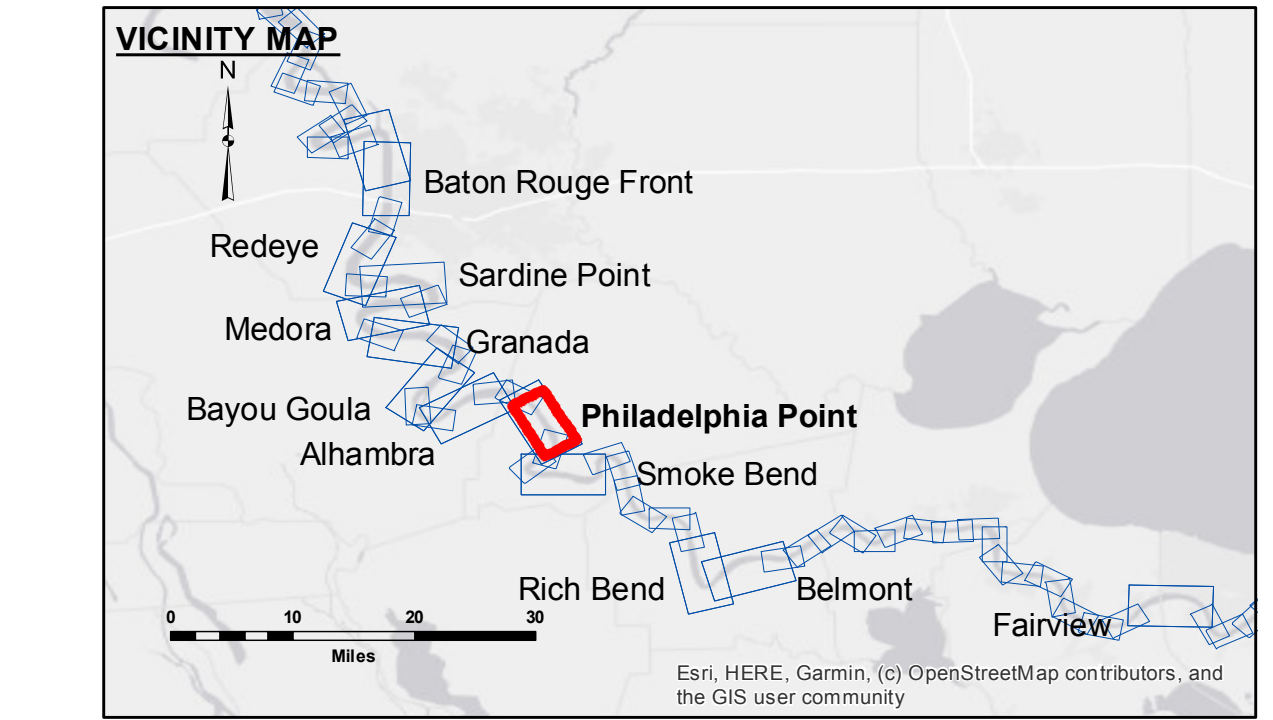 VICINITY MAP
N
Baton Rouge Front
Redeye
Sardine Point
Medora
Granada
Bayou Goula
Philadelphia Point
Alhambra
Smoke Bend
Rich Bend
Belmont
Fairview
0 10 20 30
Miles
Esri, HERE, Garmin, (c) OpenStreetMap contributors, and
the GIS user community